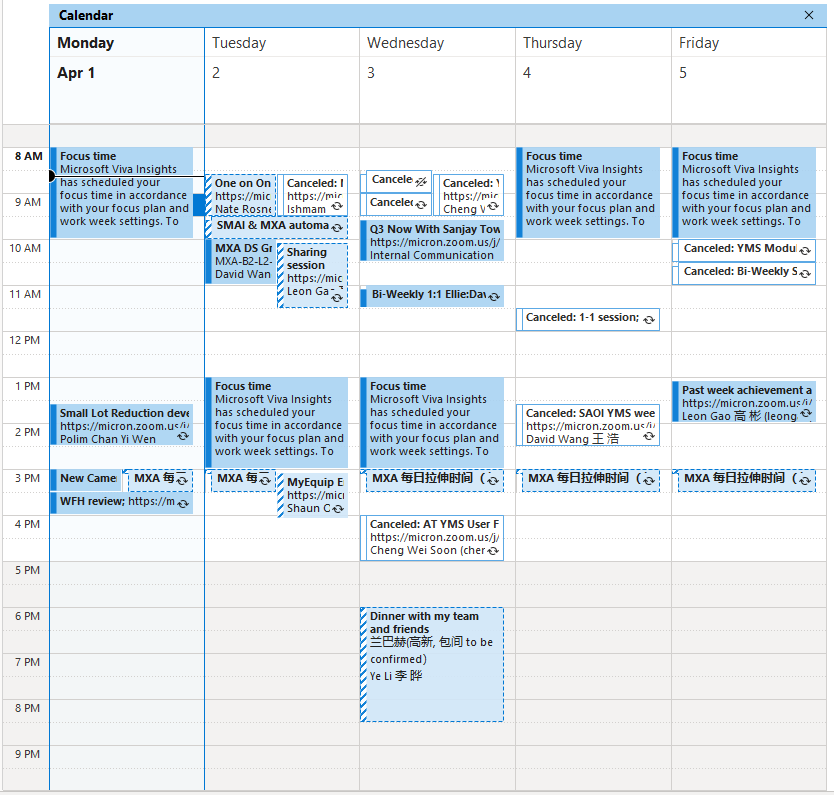 Calendar
Monday
Tuesday
Wednesday
Thursday
Friday
Apr 1
2
3
4
5
8 AM
9 AM
10 AM
11 AM
12 PM
1 PM
2 PM
3 PM
4 PM
5 PM
6 PM
7 PM
8 PM
9 PM
Focus time
Microsoft Viva Insights
has scheduled your
focus time in accordance
with your focus plan and
work week settings. To
Small Lot Reduction deve
https://micron.zoom.us/j/
Polim Chan Yi Wen
New Came
MXA 每
WFH review; https://m
One on On
https://mic
Nate Rosne
Canceled:
https://mi
Ishmam
SMAI & MXA automa
MXA DS Gr
MXA-B2-L2-
David Wan
Sharing
session
https://mic
Leon Ga
Focus time
Microsoft Viva Insights
has scheduled your
focus time in accordance
with your focus plan and
work week settings. To
MXA 每
MyEquip E
https://mic
Shaun C
Cancele
Cancele
Canceled:
https://mic
Cheng
Q3 Now With Sanjay Tow
https://micron.zoom.us/j/
Internal Communication
Bi-Weekly 1:1 Ellie:Dav
Focus time
Microsoft Viva Insights
has scheduled your
focus time in accordance
with your focus plan and
work week settings. To
MXA 每日拉伸时间（
Canceled: AT YMS User F
https://micron.zoom.us/j/
Cheng Wei Soon (cher
Dinner with my team
and friends
兰巴赫(高新, 包间 to be
confirmed)
Ye Li 李 晔
Focus time
Microsoft Viva Insights
has scheduled your
focus time in accordance
with your focus plan and
work week settings. To
Canceled: 1-1 session;
Canceled: SAOI YMS wee
https://micron.zoom.us/j/
David Wang 王 浩
MXA 每日拉伸时间（
Focus time
Microsoft Viva Insights
has scheduled your
focus time in accordance
with your focus plan and
work week settings. To
Canceled: YMS Modul
Canceled: Bi-Weekly S
Past week achievement a
https://micron.zoom.us/j/
Leon Gao 高 彬 (leong
MXA 每日拉伸时间（